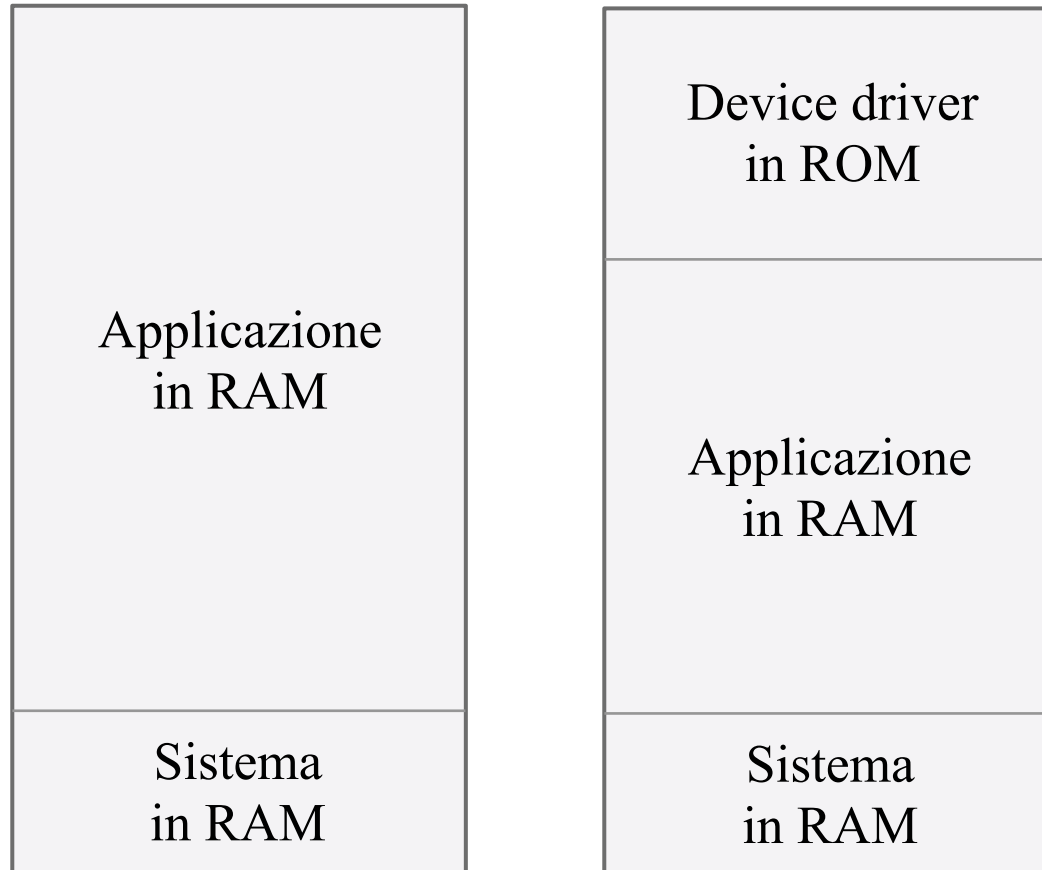 Applicazione
in RAM
Sistema
in RAM
Device driver
in ROM
Applicazione
in RAM
Sistema
in RAM